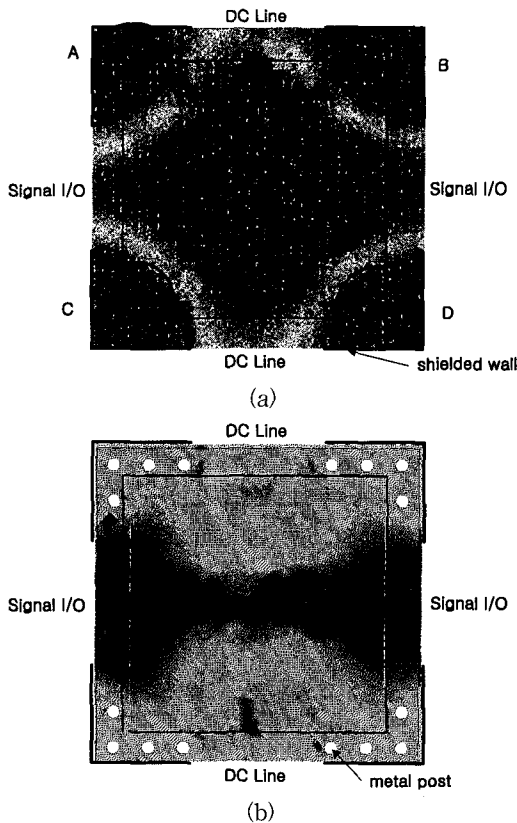 DC Line
A
B
Signal I/O
Signal I/O
C
D
DC Line
shielded wall
(a)
DC Line
Signal I/O
Signal I/O
DC Line
metal post
(b)